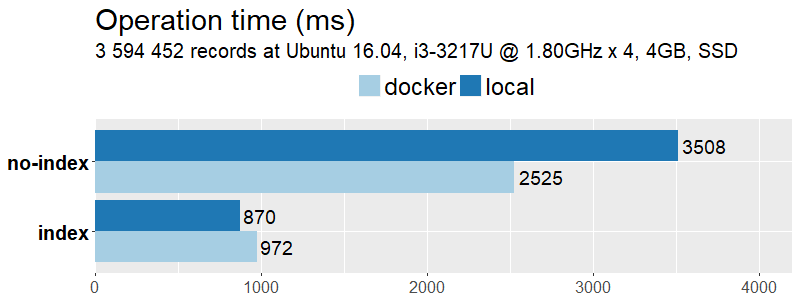 Operation time (ms)
3 594 452 records at Ubuntu 16.04, i3-3217U @ 1.80GHz x 4, 4GB, SSD
docker local
no-index
3508
2525
index
870
972
0 1000 2000 3000 4000